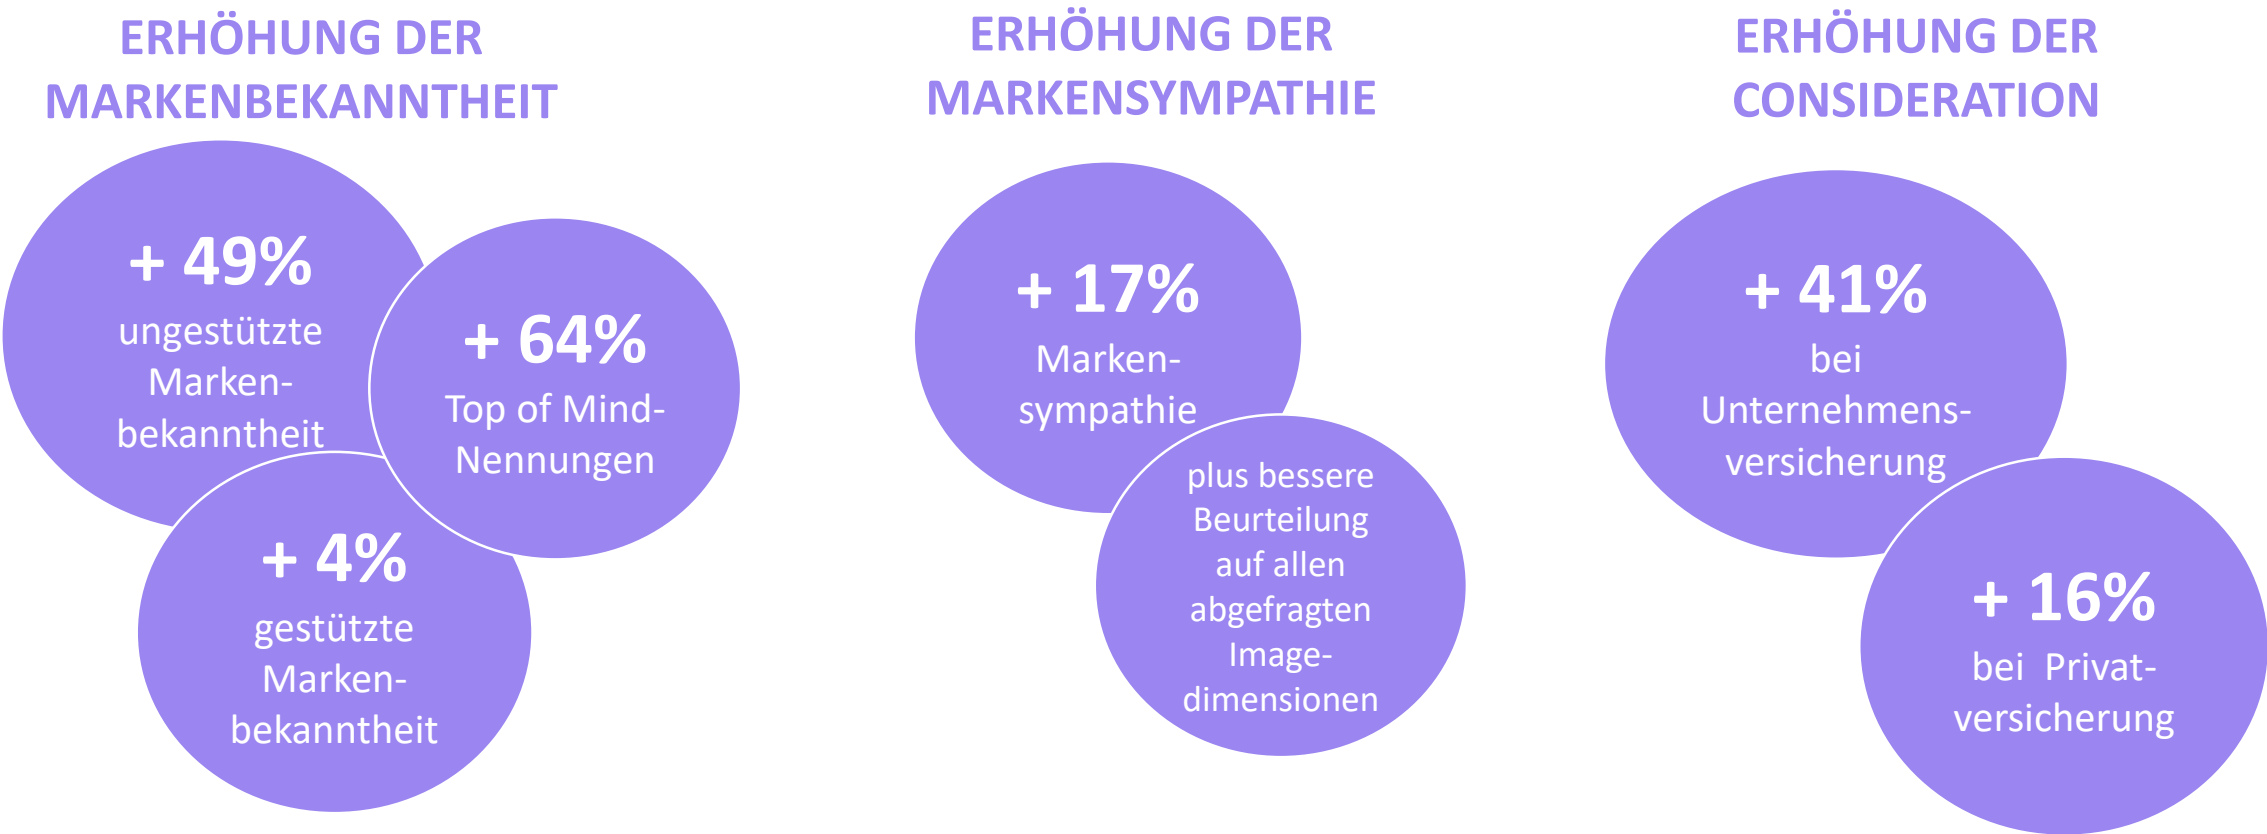 ERHÖHUNG DER
MARKENBEKANNTHEIT
+ 49%
ungestützte
Marken-
bekanntheit
+ 64%
Top of Mind-
Nennungen
+ 4%
gestützte
Marken-
bekanntheit
ERHÖHUNG DER
MARKENSYMPATHIE
+ 17%
Marken-
sympathie
plus bessere
Beurteilung
auf allen
abgefragten
Image-
dimensionen
ERHÖHUNG DER
CONSIDERATION
+ 41%
bei
Unternehmens-
versicherung
+ 16%
bei Privat-
versicherung